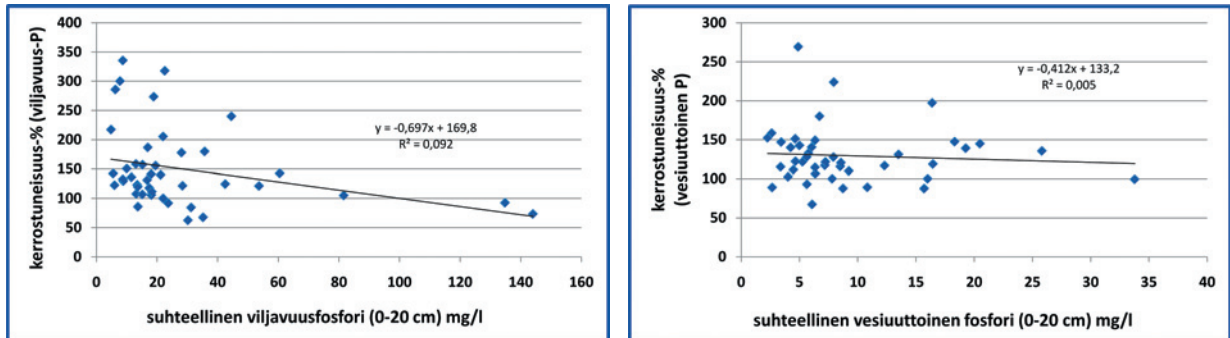 kerrostuneisuus-% (viljavuus-P)
400
350
300
250
200
150
100
50
0
y = -0,697x + 169,8
R² = 0,092
0 20 40 60 80 100 120 140 160
suhteellinen viljavuusfosfori (0-20 cm) mg/l
kerrostuneisuus-%
(vesiuuttoinen P)
300
250
200
150
100
50
0
y = -0,412x + 133,2
R² = 0,005
0 5 10 15 20 25 30 35 40
suhteellinen vesiuuttoinen fosfori (0-20 cm) mg/l